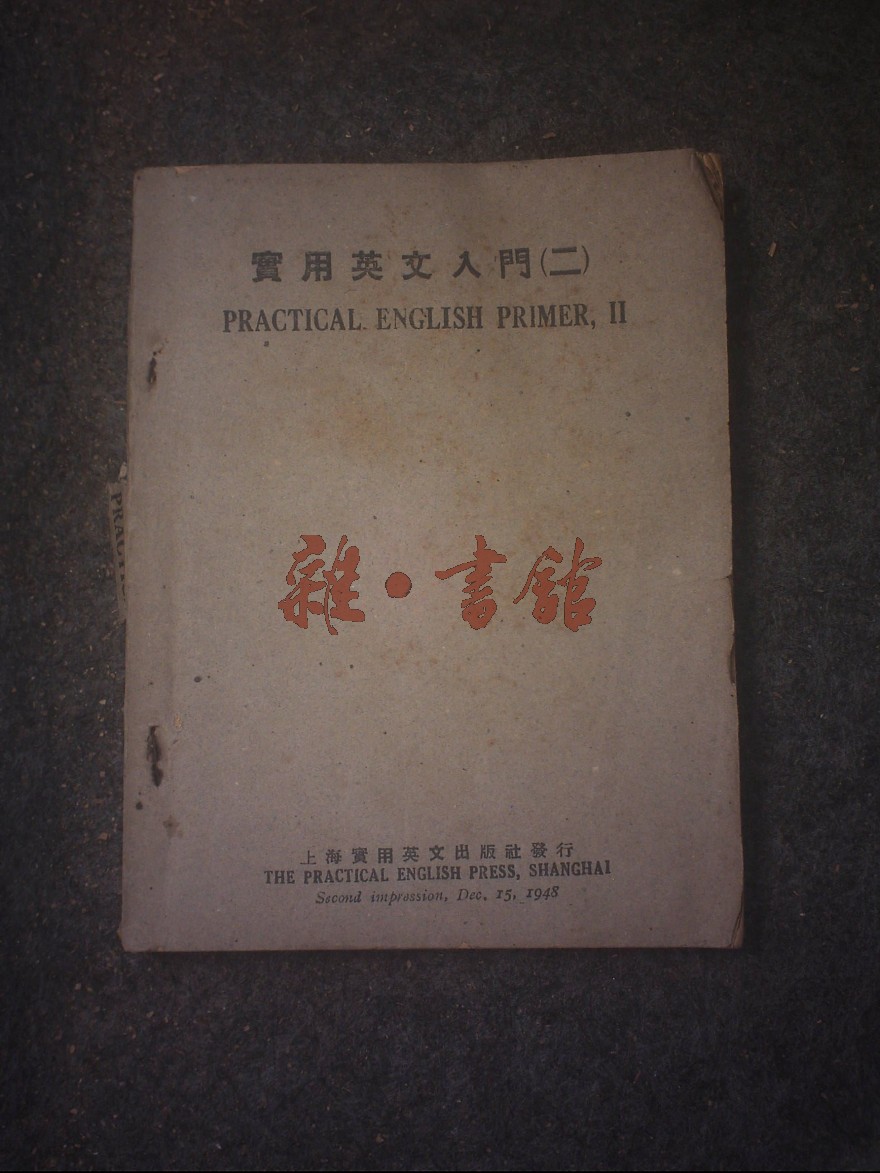 實用英文入門(二)
PRACTICAL ENGLISH PRIMER, II
PRACTIC
雜•書館
上海實用英文出版社發行
THE PRACTICAL ENGLISH PRESS, SHANGHAI
Second impression, Dec. 15, 1948